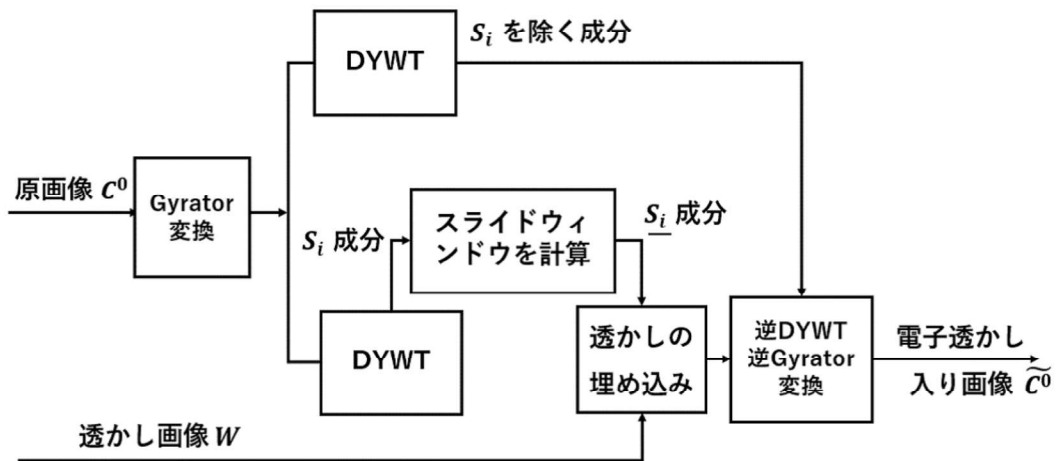 S_i を除く成分
DYWT
原画像 C^0
Gyrator
変換
S_i 成分
スライドウィ
ンドウを計算
S_i 成分
DYWT
透かしの
埋め込み
逆DYWT
逆Gyrator
変換
電子透かし
入り画像 \widetilde{C^0}
透かし画像 W